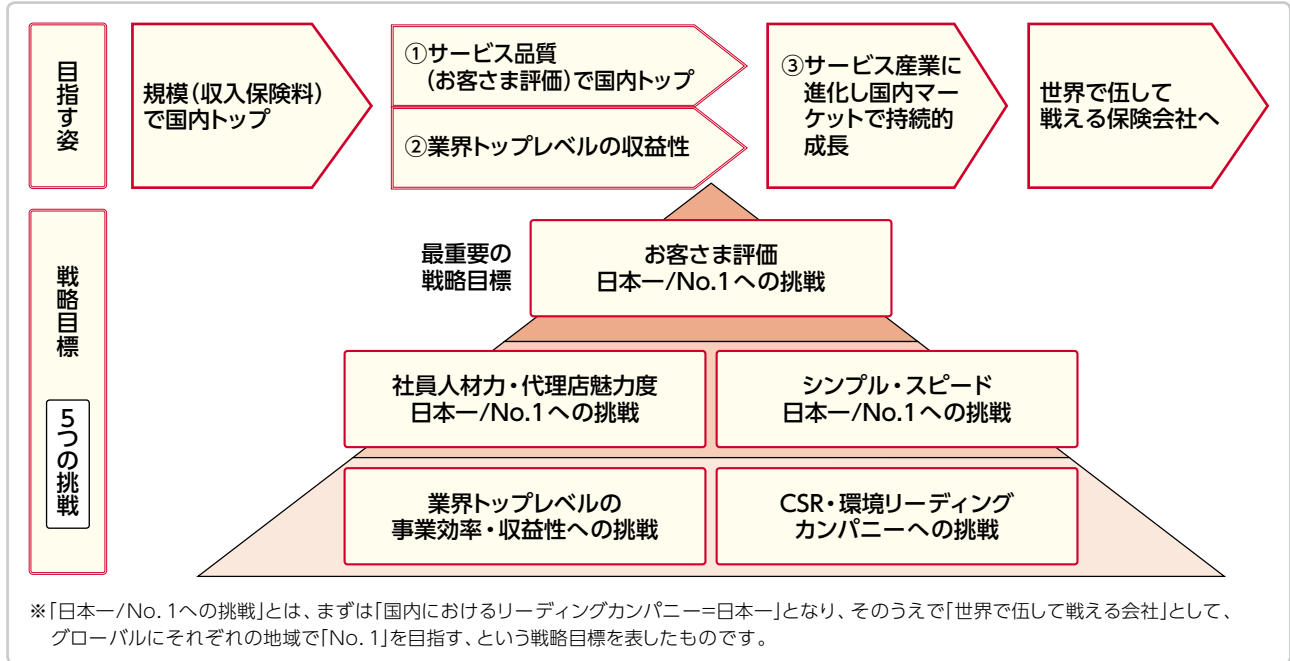 目指す姿
規模（収入保険料）
で国内トップ
①サービス品質
（お客さま評価）で国内トップ
②業界トップレベルの収益性
③サービス産業に
進化し国内マー
ケットで持続的
成長
世界で伍して
戦える保険会社へ
戦略目標
5つの挑戦
最重要の
戦略目標
お客さま評価
日本一/No.1への挑戦
社員人材力・代理店魅力度
日本一/No.1への挑戦
シンプル・スピード
日本一/No.1への挑戦
業界トップレベルの
事業効率・収益性への挑戦
CSR・環境リーディング
カンパニーへの挑戦
※「日本一/No.1への挑戦」とは、まずは「国内におけるリーディングカンパニー＝日本一」となり、そのうえで「世界で伍して戦える会社」として、
グローバルにそれぞれの地域で「No.1」を目指す、という戦略目標を表したものです。